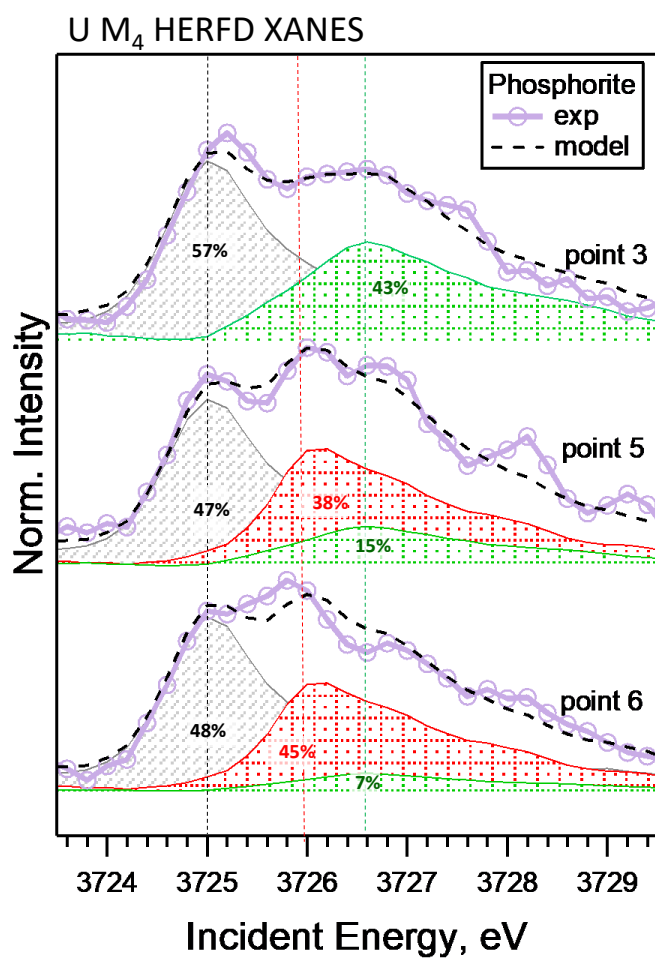 U M₄ HERFD XANES
Phosphorite
exp
model
57%
point 3
43%
point 5
47%
38%
15%
point 6
48%
45%
7%
Norm. Intensity
3724 3725 3726 3727 3728 3729
Incident Energy, eV